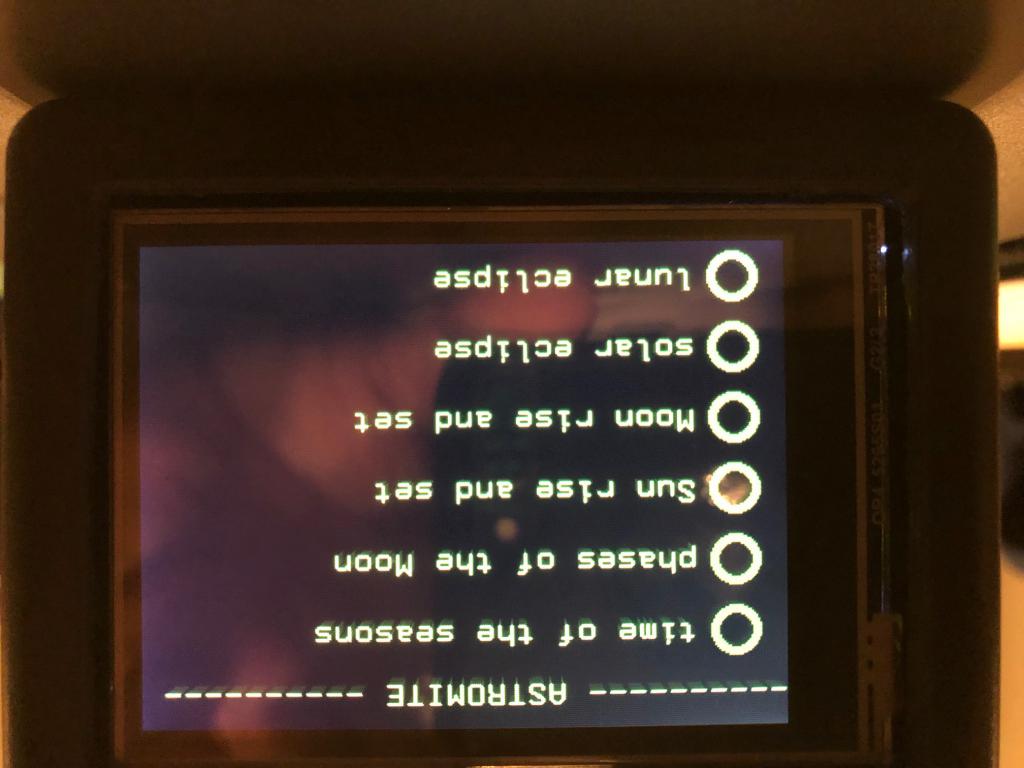 ---------- ASTROMITE ----------
time of the seasons
phases of the Moon
Sun rise and set
Moon rise and set
solar eclipse
lunar eclipse